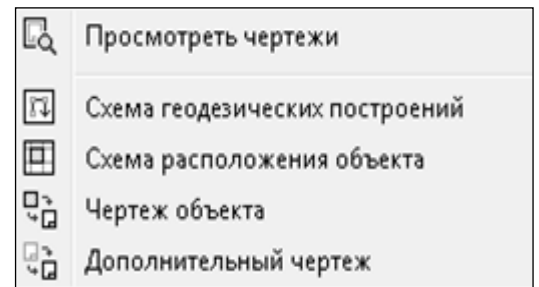 Просмотреть чертежи
Схема геодезических построений
Схема расположения объекта
Чертеж объекта
Дополнительный чертеж